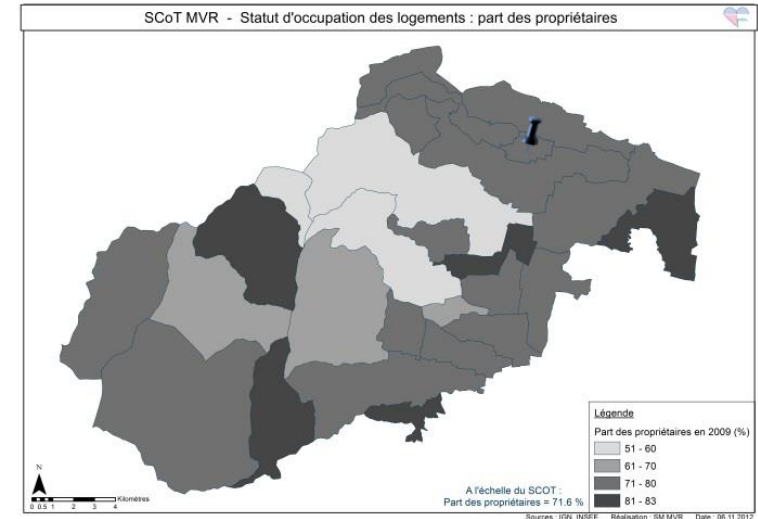 SCoT MVR - Statut d'occupation des logements : part des propriétaires
Légende
Part des propriétaires en 2009 (%)
51 - 60
61 - 70
71 - 80
81 - 83
A l'échelle du SCOT :
Part des propriétaires = 71.6 %
N
0 0.5 1 2 3 4 Kilomètres
Sources : IGN, INSEE Réalisation : SM MVR Date : 06.11.2012